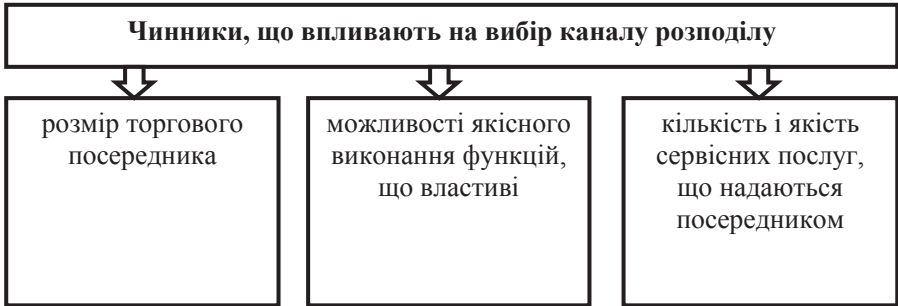 Чинники, що впливають на вибір каналу розподілу
розмір торгового
посередника
можливості якісного
виконання функцій,
що властиві
кількість і якість
сервісних послуг,
що надаються
посередником